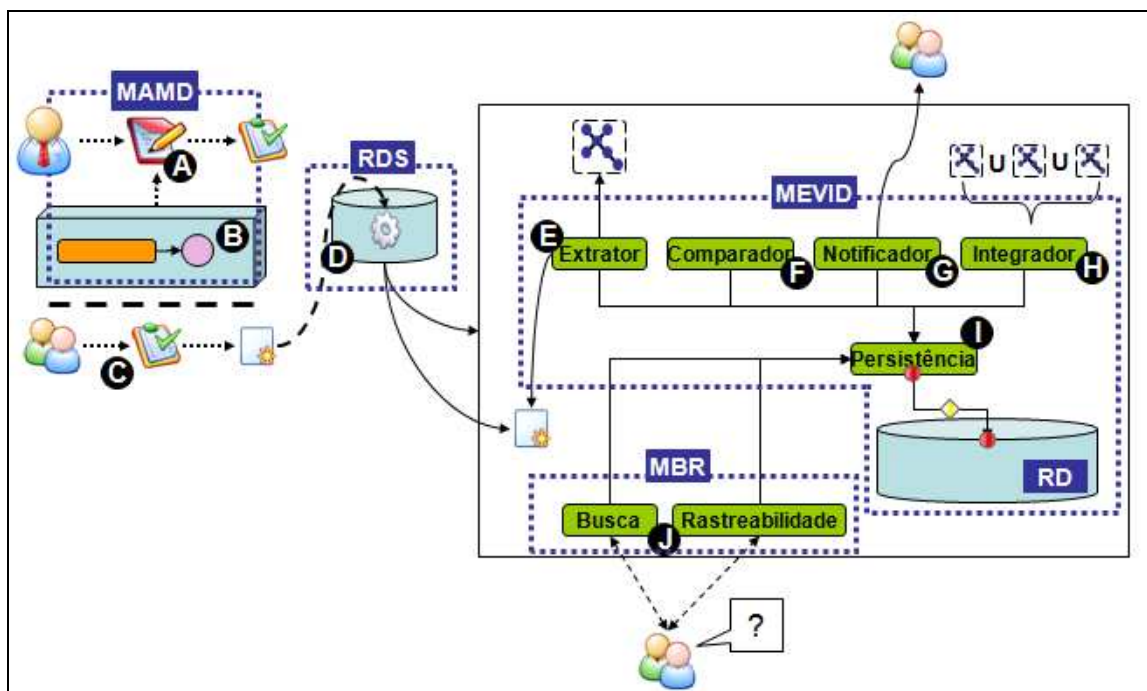 MAMD
A
B
C
RDS
D
U U
MEVID
E
Extrator
Comparador
F
Notificador
G
Integrador
H
I
Persistência
RD
MBR
Busca
J
Rastreabilidade
?